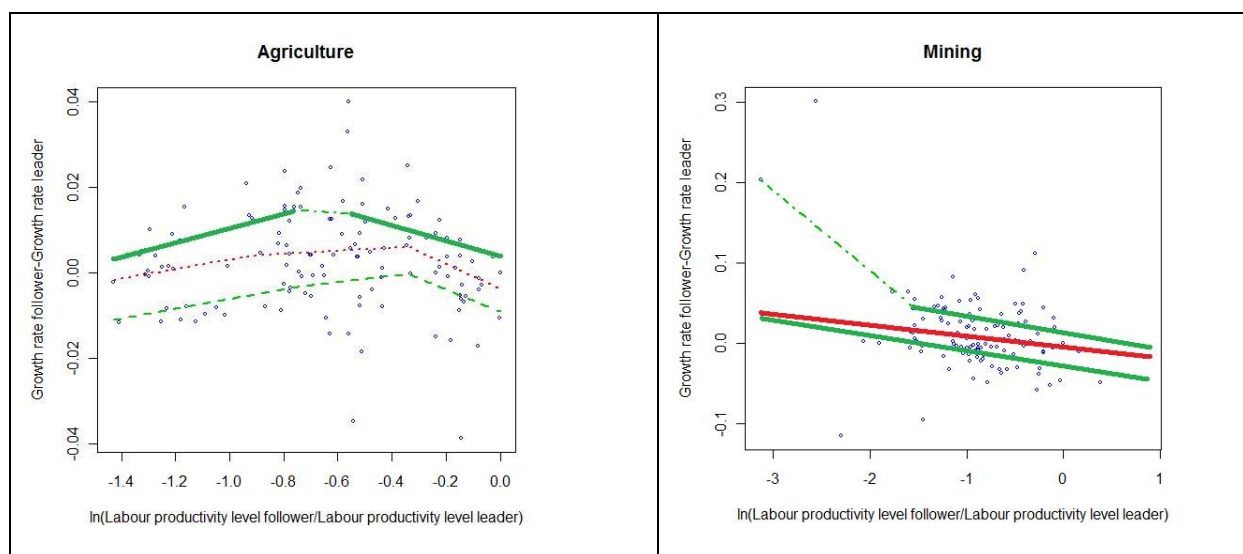 Agriculture
Growth rate follower-Growth rate leader
0.04
0.02
0.00
-0.02
-0.04
-1.4 -1.2 -1.0 -0.8 -0.6 -0.4 -0.2 0.0
ln(Labour productivity level follower/Labour productivity level leader)
Mining
Growth rate follower-Growth rate leader
0.3
0.2
0.1
0.0
-0.1
-3 -2 -1 0 1
ln(Labour productivity level follower/Labour productivity level leader)